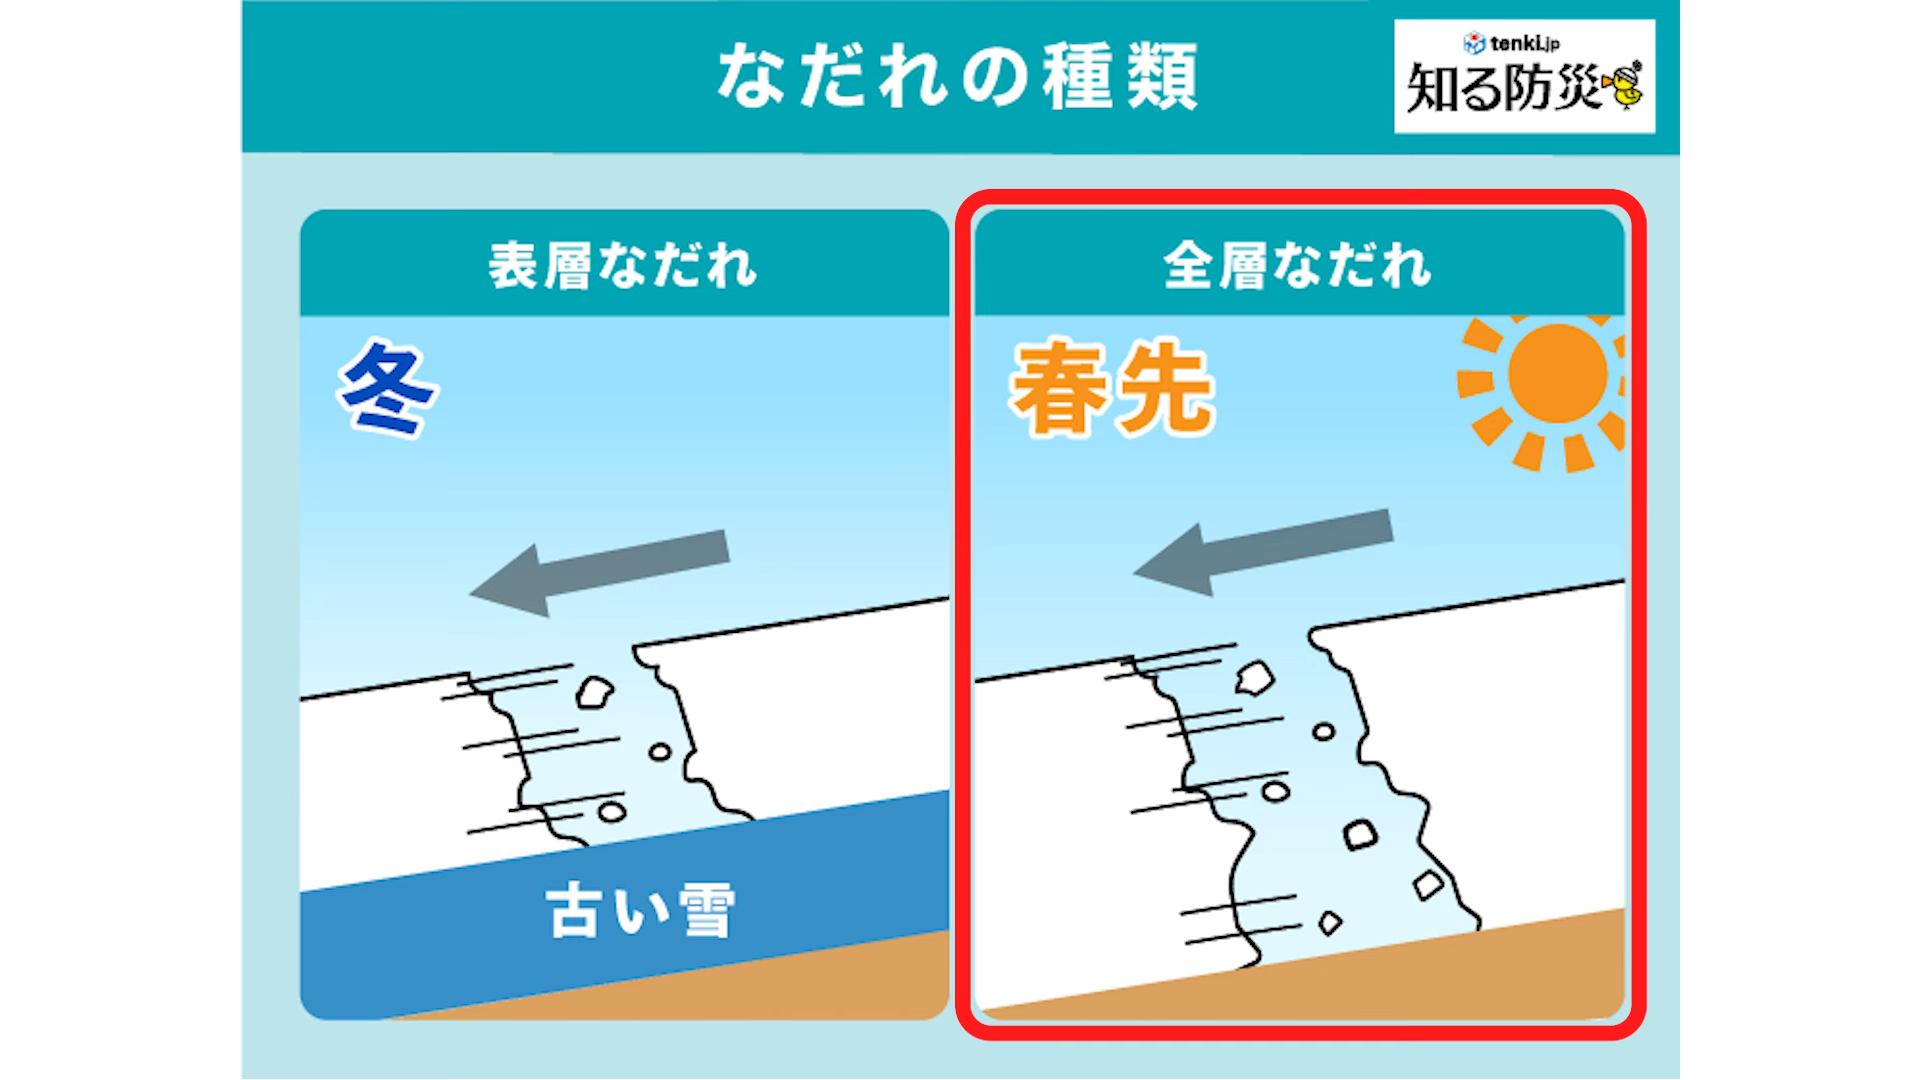 なだれの種類
tenki.jp
知る防災
表層なだれ
冬
古い雪
全層なだれ
春先